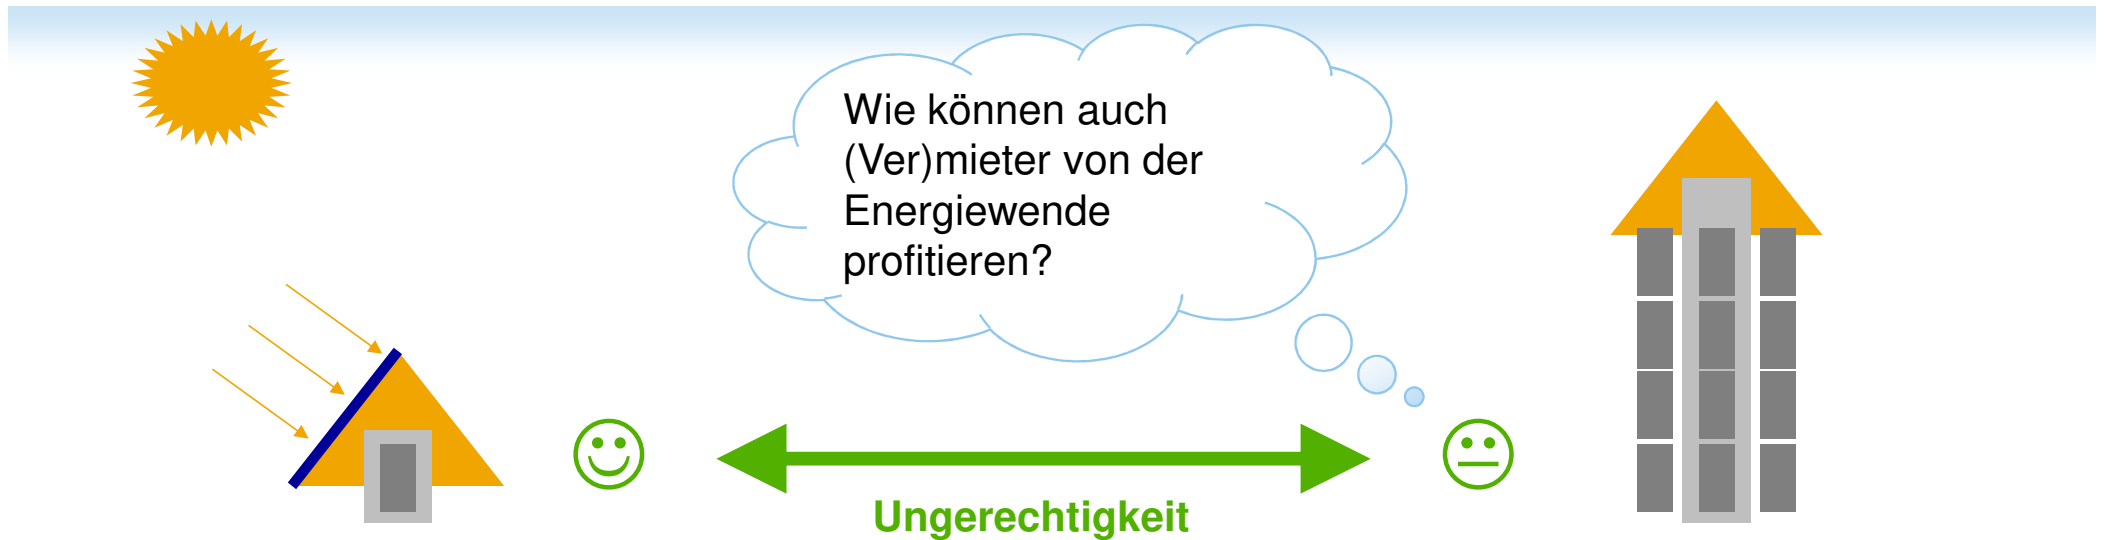 Wie können auch
(Ver)mieter von der
Energiewende
profitieren?
Ungerechtigkeit